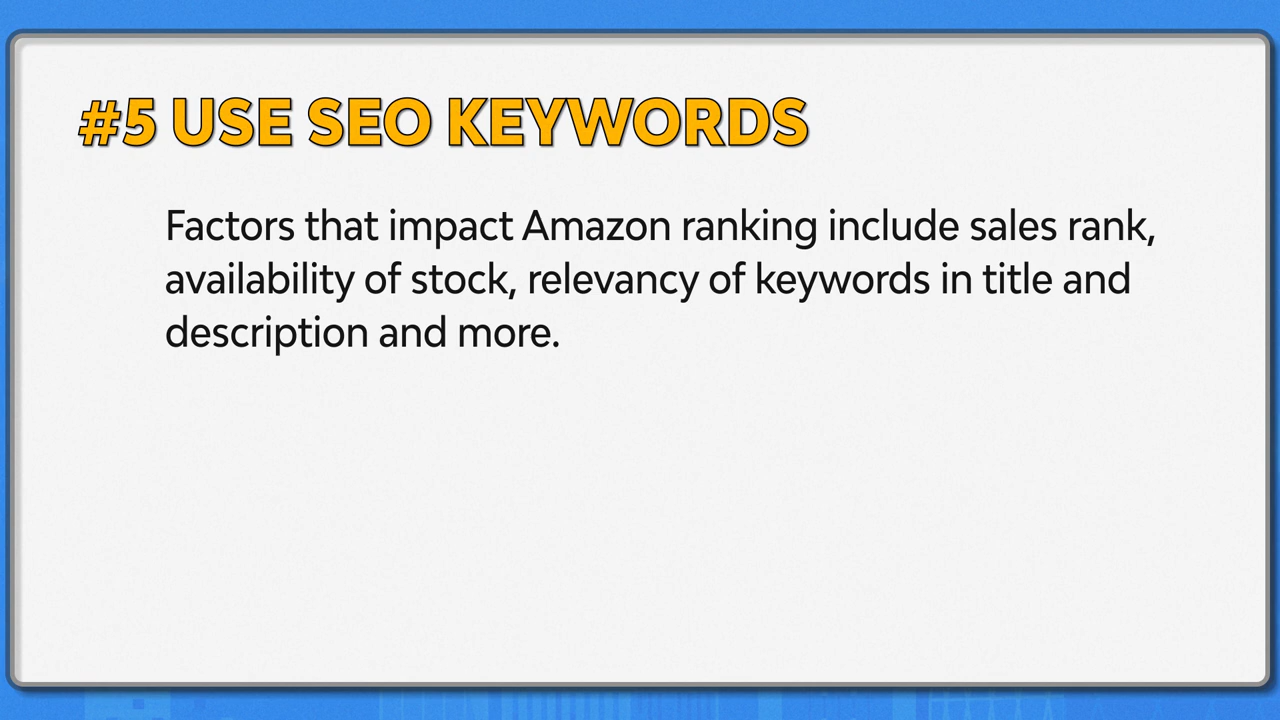 #5 USE SEO KEYWORDS
Factors that impact Amazon ranking include sales rank,
availability of stock, relevancy of keywords in title and
description and more.